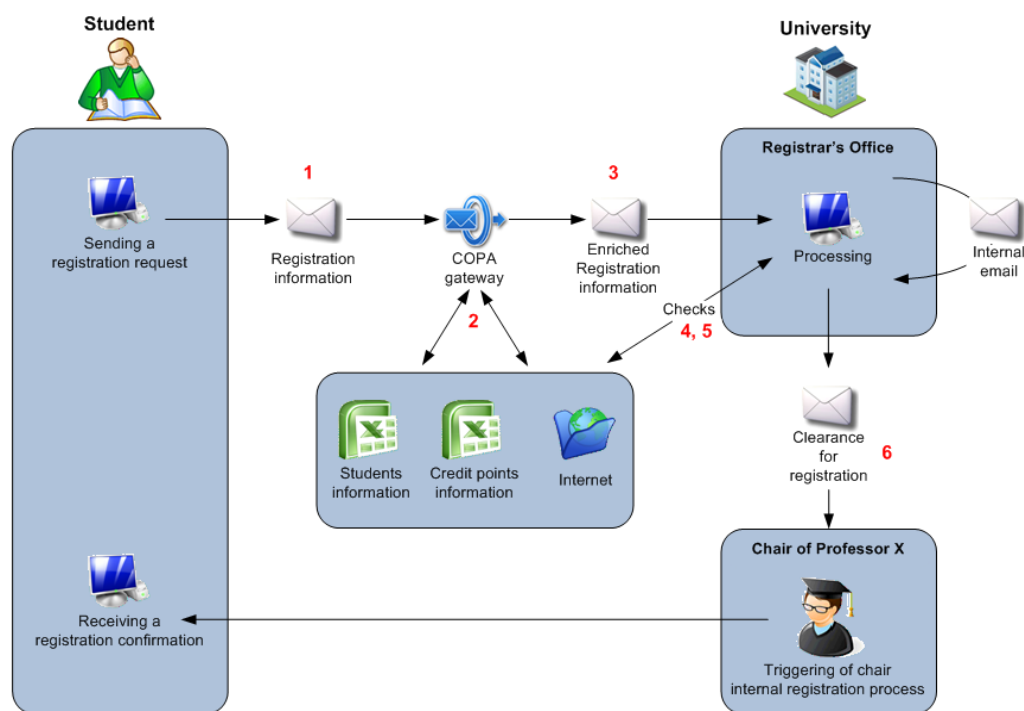 Student
University
Registrar's Office
1
3
Sending a
registration request
Registration
information
COPA
gateway
Enriched
Registration
information
Processing
Internal
email
2
Checks
4, 5
Students
information
Credit points
information
Internet
Clearance
for
registration
6
Chair of Professor X
Receiving a
registration confirmation
Triggering of chair
internal registration process